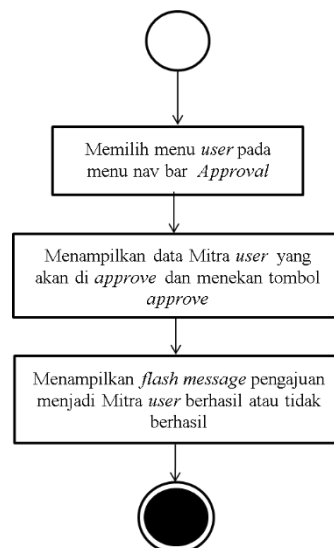 Memilih menu user pada
menu nav bar Approval
Menampilkan data Mitra user yang
akan di approve dan menekan tombol
approve
Menampilkan flash message pengajuan
menjadi Mitra user berhasil atau tidak
berhasil